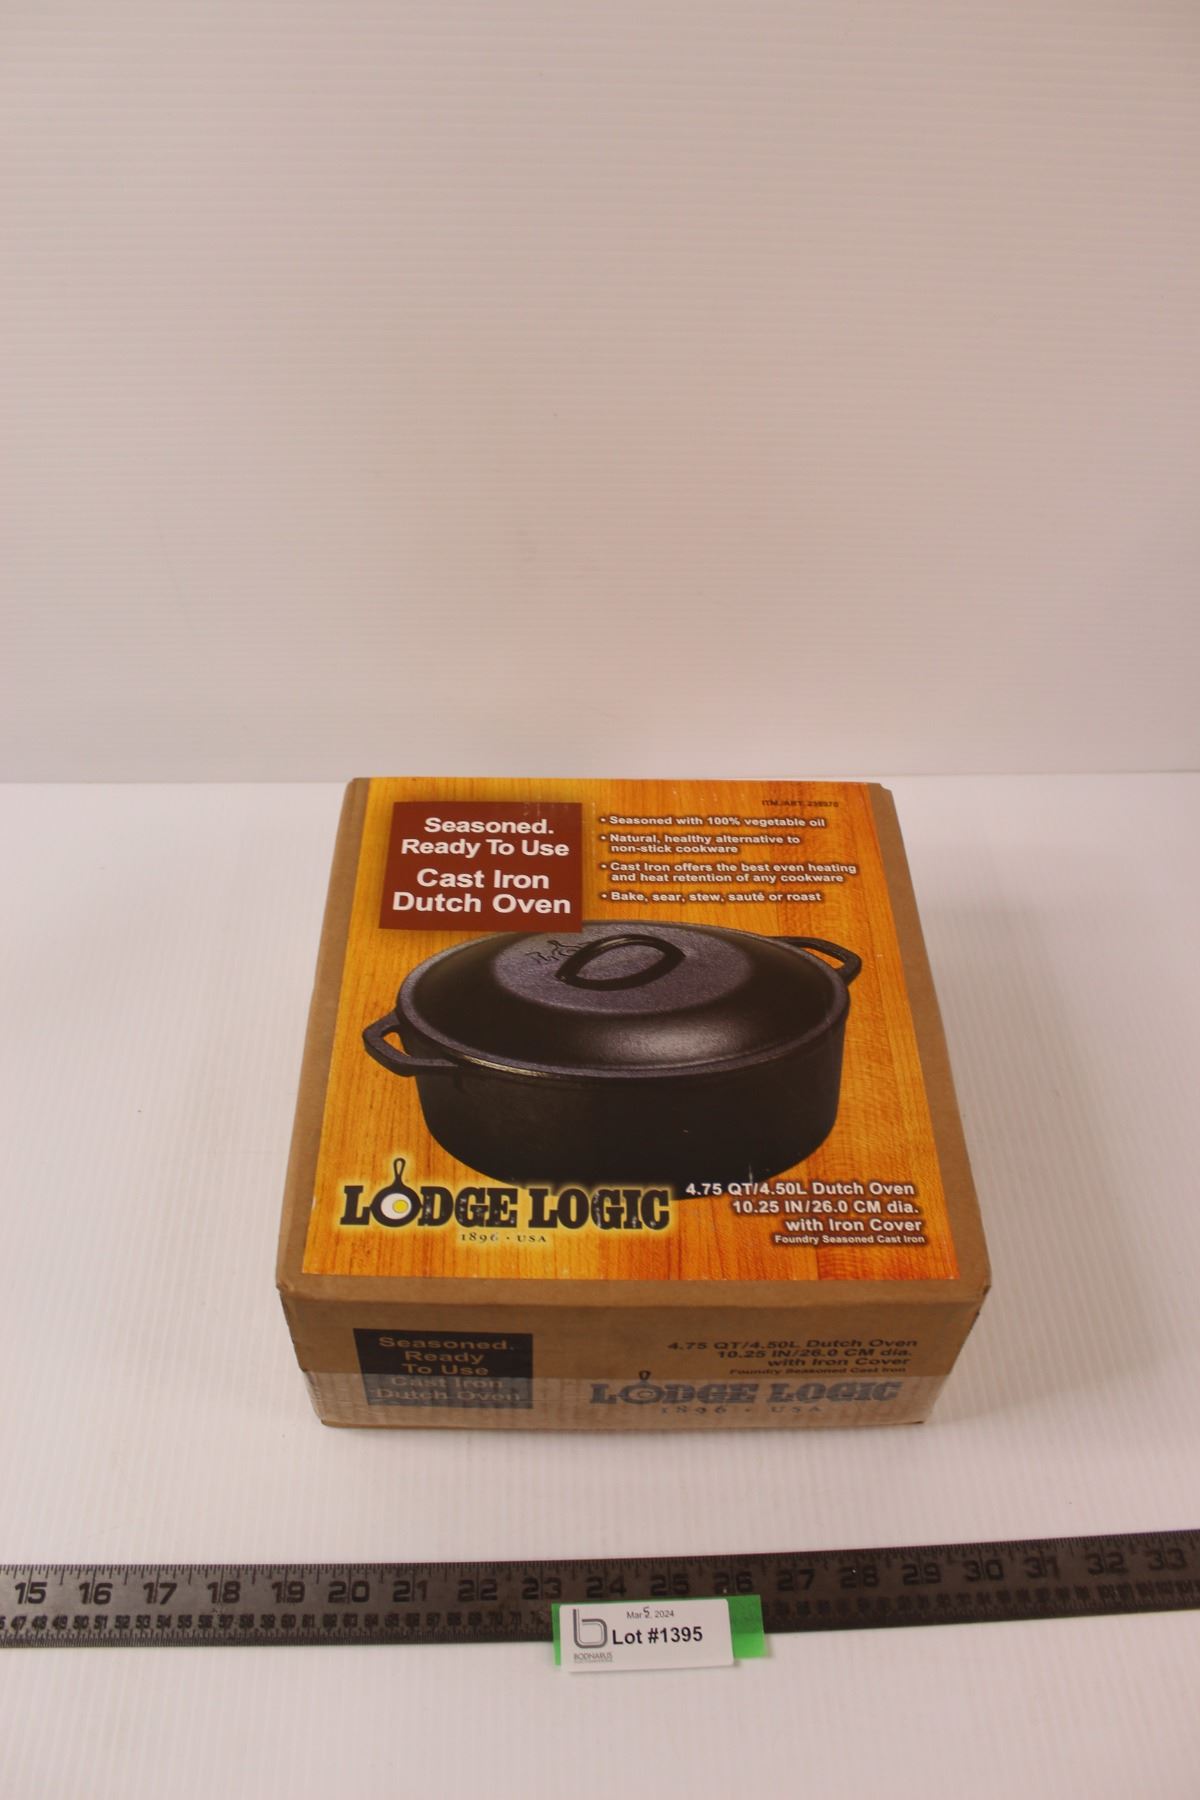 ITM./ART.
Seasoned.
Ready To Use
Cast Iron
Dutch Oven
• Seasoned with 100% vegetable oil
• Natural, healthy alternative to
non-stick cookware
• Cast Iron offers the best even heating
and heat retention of any cookware
• Bake, sear, stew, sauté or roast
LODGE LOGIC
1896 • USA
4.75 QT/4.50L Dutch Oven
10.25 IN/26.0 CM dia.
with Iron Cover
Foundry Seasoned Cast Iron
Seasoned.
Ready
To Use
Cast Iron
Dutch Oven
4.75 QT/4.50L Dutch Oven
10.25 IN/26.0 CM dia.
with Iron Cover
Foundry Seasoned Cast Iron
LODGE LOGIC
1896 • USA
15 16 17 18 19 20 21 22 23 24 25 26 27 28 29 30 31 32 33
Mar 5, 2024
Lot #1395
BODNARUS